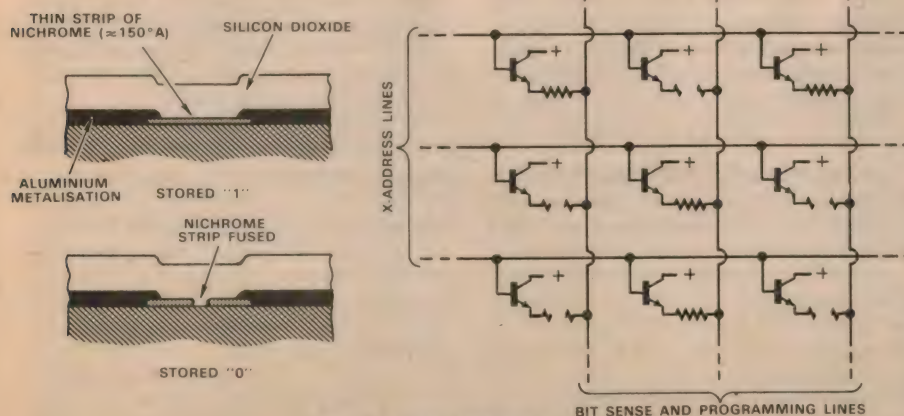 THIN STRIP OF
NICHROME (≈150°A)
SILICON DIOXIDE
ALUMINIUM
METALISATION
STORED "1"
NICHROME
STRIP FUSED
STORED "0"
X-ADDRESS LINES
+ + +
+ + +
+ + +
BIT SENSE AND PROGRAMMING LINES